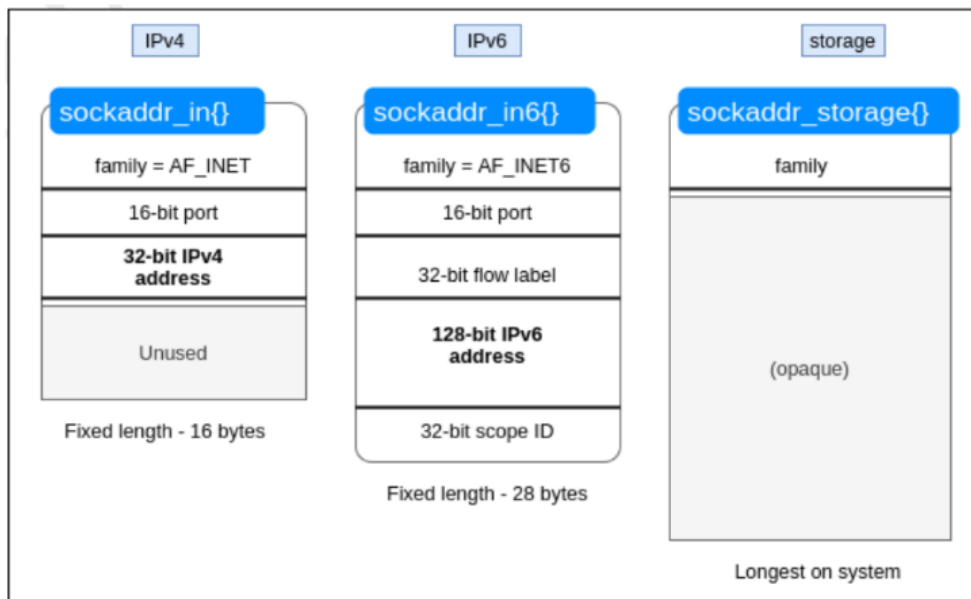 IPv4
IPv6
storage
sockaddr_in{}
sockaddr_in6{}
sockaddr_storage{}
family = AF_INET
family = AF_INET6
family
16-bit port
16-bit port
32-bit IPv4
address
32-bit flow label
128-bit IPv6
address
Unused
(opaque)
Fixed length - 16 bytes
32-bit scope ID
Fixed length - 28 bytes
Longest on system